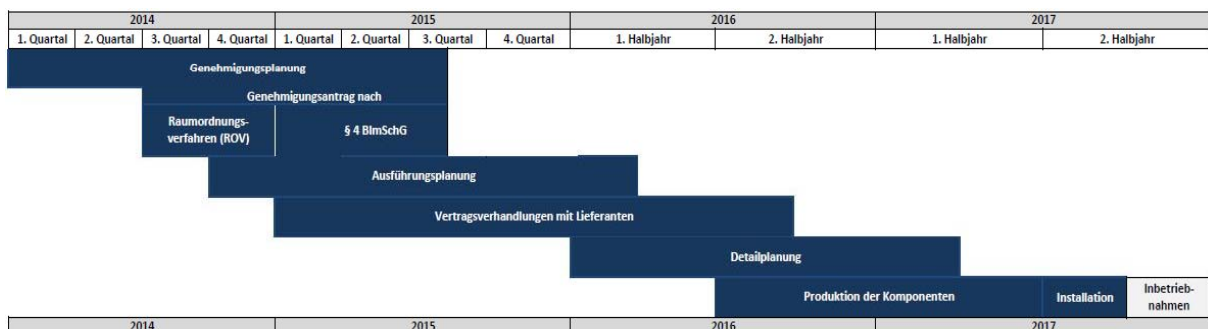 2014 2015 2016 2017
1. Quartal 2. Quartal 3. Quartal 4. Quartal 1. Quartal 2. Quartal 3. Quartal 4. Quartal 1. Halbjahr 2. Halbjahr 1. Halbjahr 2. Halbjahr
Genehmigungsplanung
Genehmigungsantrag nach
Raumordnungs-
verfahren (ROV)
§ 4 BImSchG
Ausführungsplanung
Vertragsverhandlungen mit Lieferanten
Detailplanung
Produktion der Komponenten
Installation
Inbetrieb-
nahmen
2014 2015 2016 2017